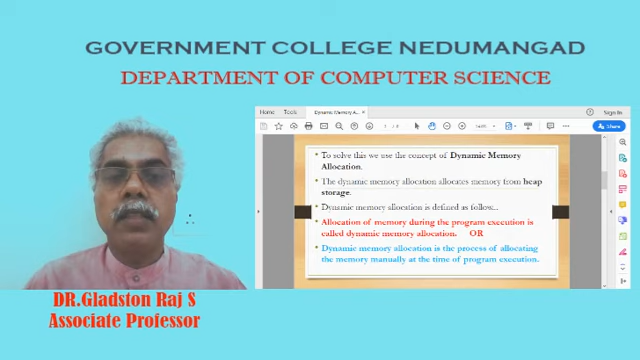 GOVERNMENT COLLEGE NEDUMANGAD
DEPARTMENT OF COMPUTER SCIENCE
Home Tools Dynamic Memory A... × Sign In
Share
• To solve this we use the concept of Dynamic Memory
Allocation.
• The dynamic memory allocation allocates memory from heap
storage.
• Dynamic memory allocation is defined as follow...
• Allocation of memory during the program execution is
called dynamic memory allocation. OR
• Dynamic memory allocation is the process of allocating
the memory manually at the time of program execution.
DR.Gladston Raj S
Associate Professor